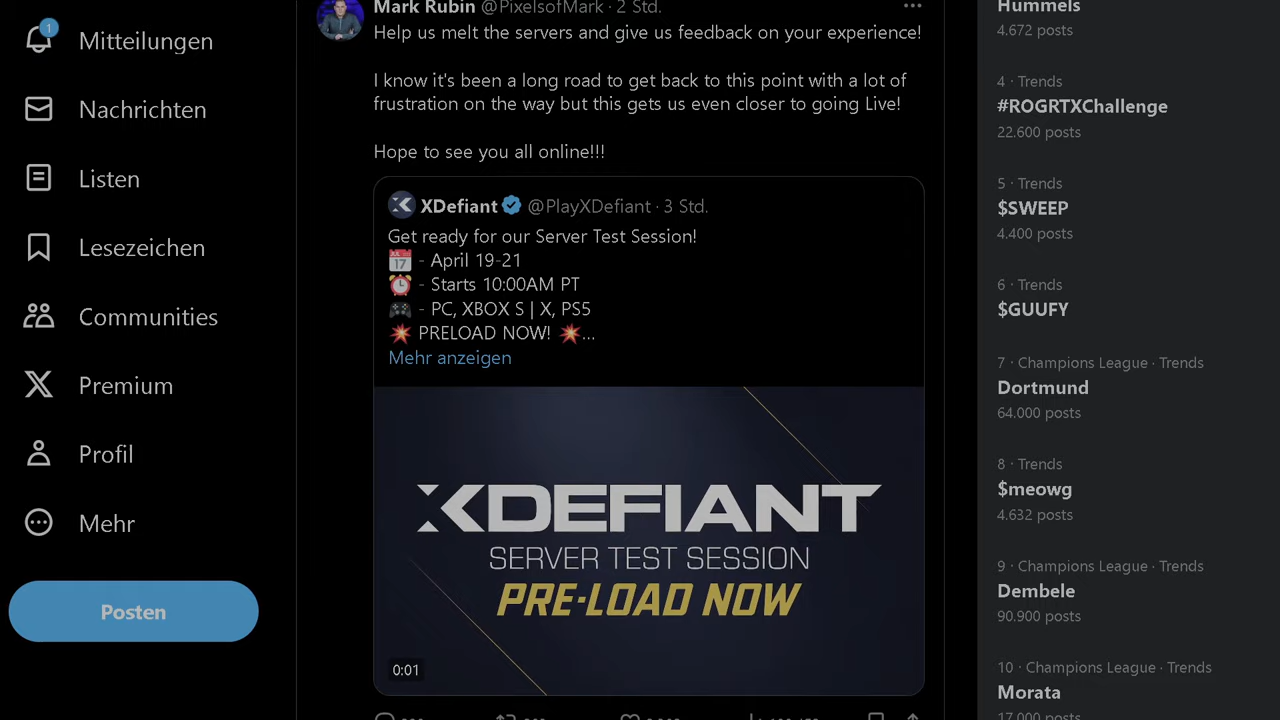 1
Mitteilungen
Nachrichten
Listen
Lesezeichen
Communities
Premium
Profil
Mehr
Posten
Mark Rubin @PixelsofMark · 2 Std.
Help us melt the servers and give us feedback on your experience!
I know it's been a long road to get back to this point with a lot of
frustration on the way but this gets us even closer to going Live!
Hope to see you all online!!!
XDefiant @PlayXDefiant · 3 Std.
Get ready for our Server Test Session!
17 - April 19-21
- Starts 10:00AM PT
- PC, XBOX S | X, PS5
PRELOAD NOW! ...
Mehr anzeigen
XDEFIANT
SERVER TEST SESSION
PRE-LOAD NOW
0:01
Hummels
4.672 posts
4 · Trends
#ROGRTXChallenge
22.600 posts
5 · Trends
$SWEEP
4.400 posts
6 · Trends
$GUUFY
7 · Champions League · Trends
Dortmund
64.000 posts
8 · Trends
$meowg
4.632 posts
9 · Champions League · Trends
Dembele
90.900 posts
10 · Champions League · Trends
Morata
17.000 posts